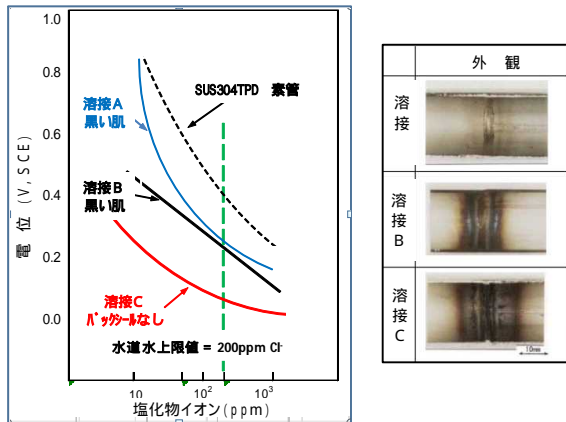 1.0
0.8
0.6
0.4
0.2
0.0
電位(V,SCE)
SUS304TPD 素管
溶接A
黒い肌
溶接B
黒い肌
溶接C
バックシールなし
水道水上限値 = 200ppm Cl⁻
10
10²
10³
塩化物イオン(ppm)
外観
溶接
溶接B
溶接C
10mm